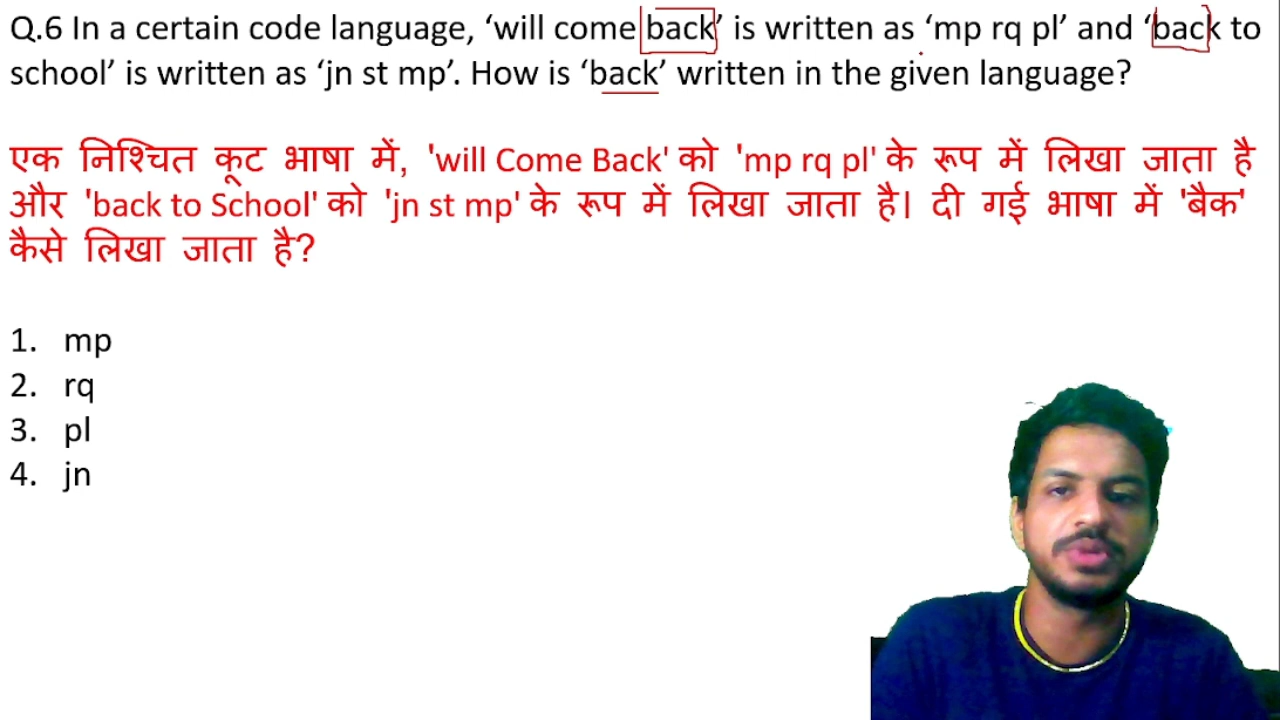 Q.6 In a certain code language, ‘will come back’ is written as ‘mp rq pl’ and ‘back to
school’ is written as ‘jn st mp’. How is ‘back’ written in the given language?
एक निश्चित कूट भाषा में, 'will Come Back' को 'mp rq pl' के रूप में लिखा जाता है
और 'back to School' को 'jn st mp' के रूप में लिखा जाता है। दी गई भाषा में 'बैक'
कैसे लिखा जाता है?
1. mp
2. rq
3. pl
4. jn